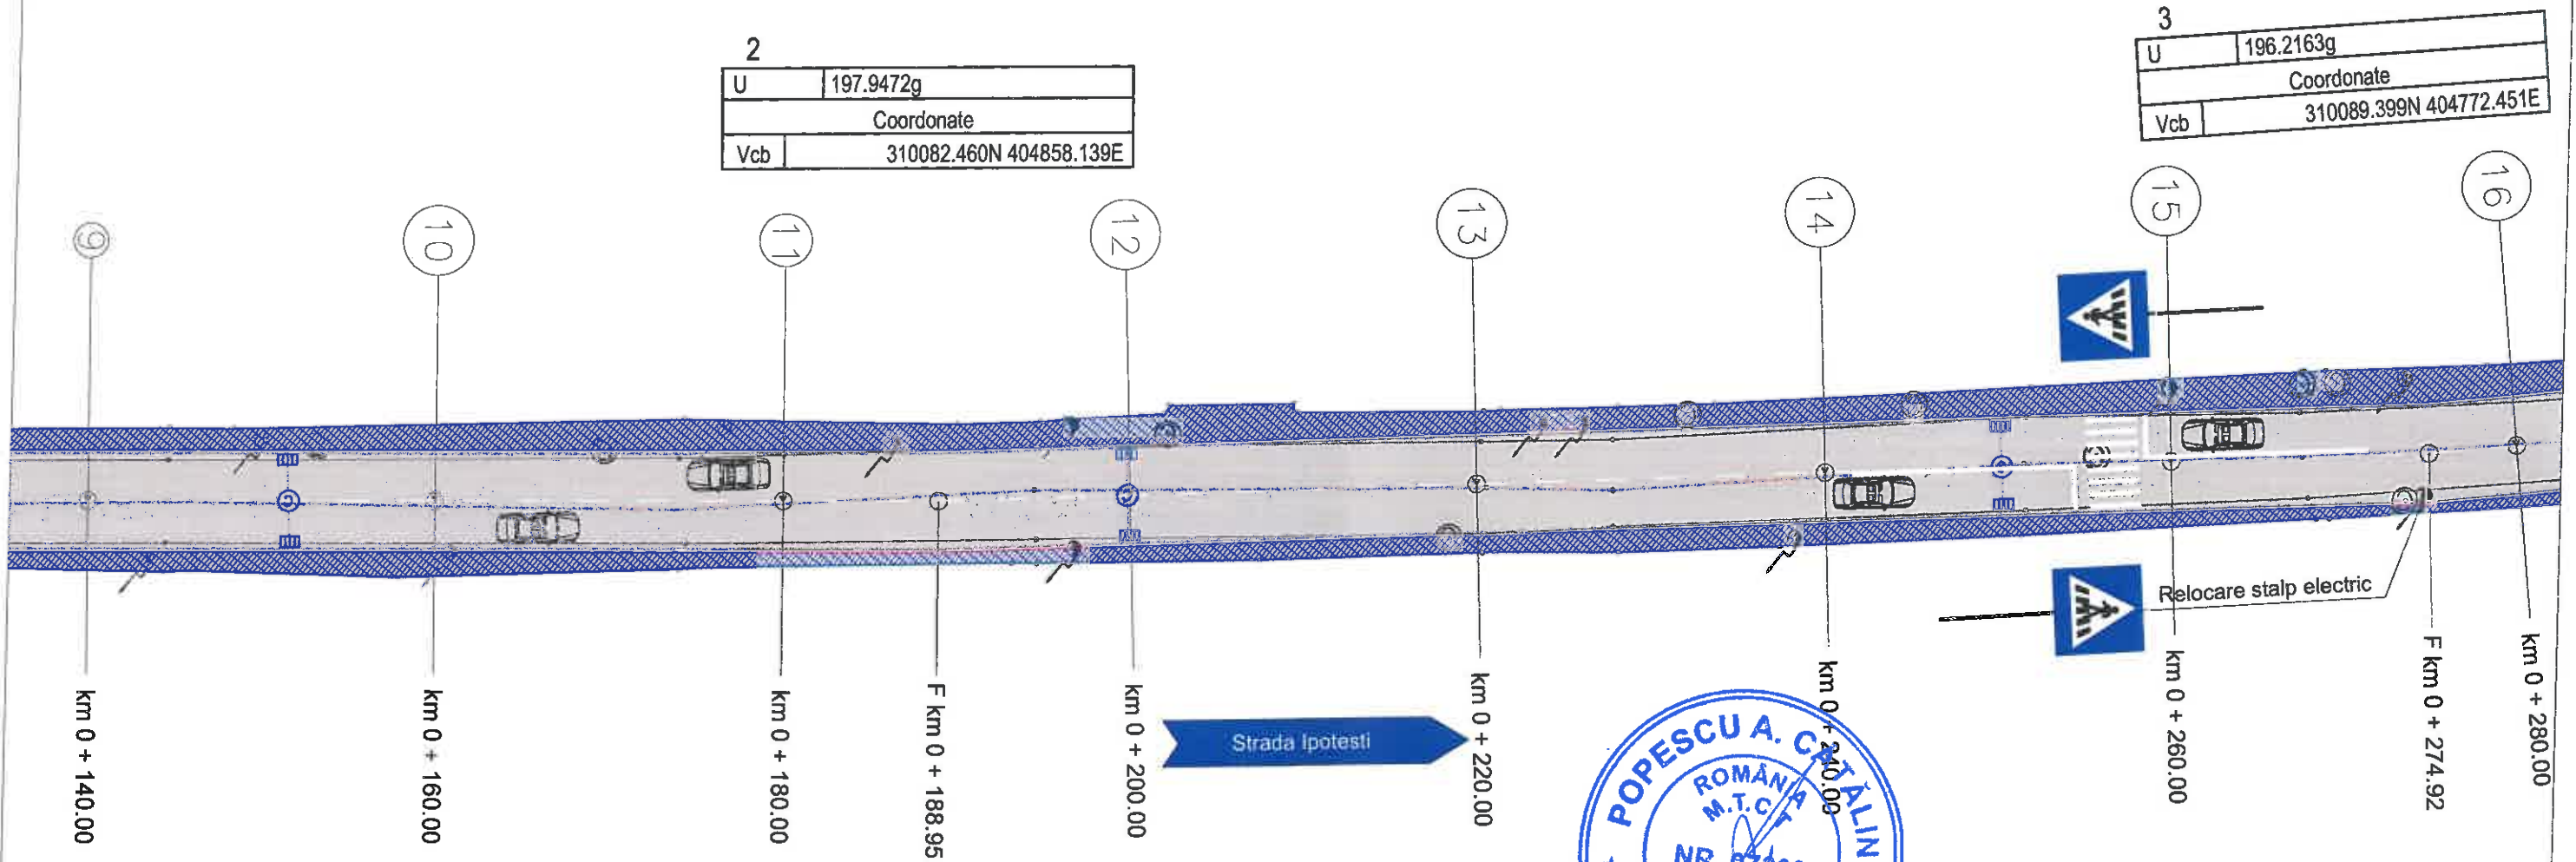 2
U 197.9472g
Coordonate
Vcb 310082.460N 404858.139E
3
U 196.2163g
Coordonate
Vcb 310089.399N 404772.451E
9
10
11
12
13
14
15
16
Relocare stalp electric
km 0 + 140.00
km 0 + 160.00
km 0 + 180.00
F km 0 + 188.95
km 0 + 200.00
Strada Ipotesti
km 0 + 220.00
km 0 + 240.00
km 0 + 260.00
F km 0 + 274.92
km 0 + 280.00
POPESCU A. CĂTĂLIN
ROMÂNIA
M.T.C.T
NR.